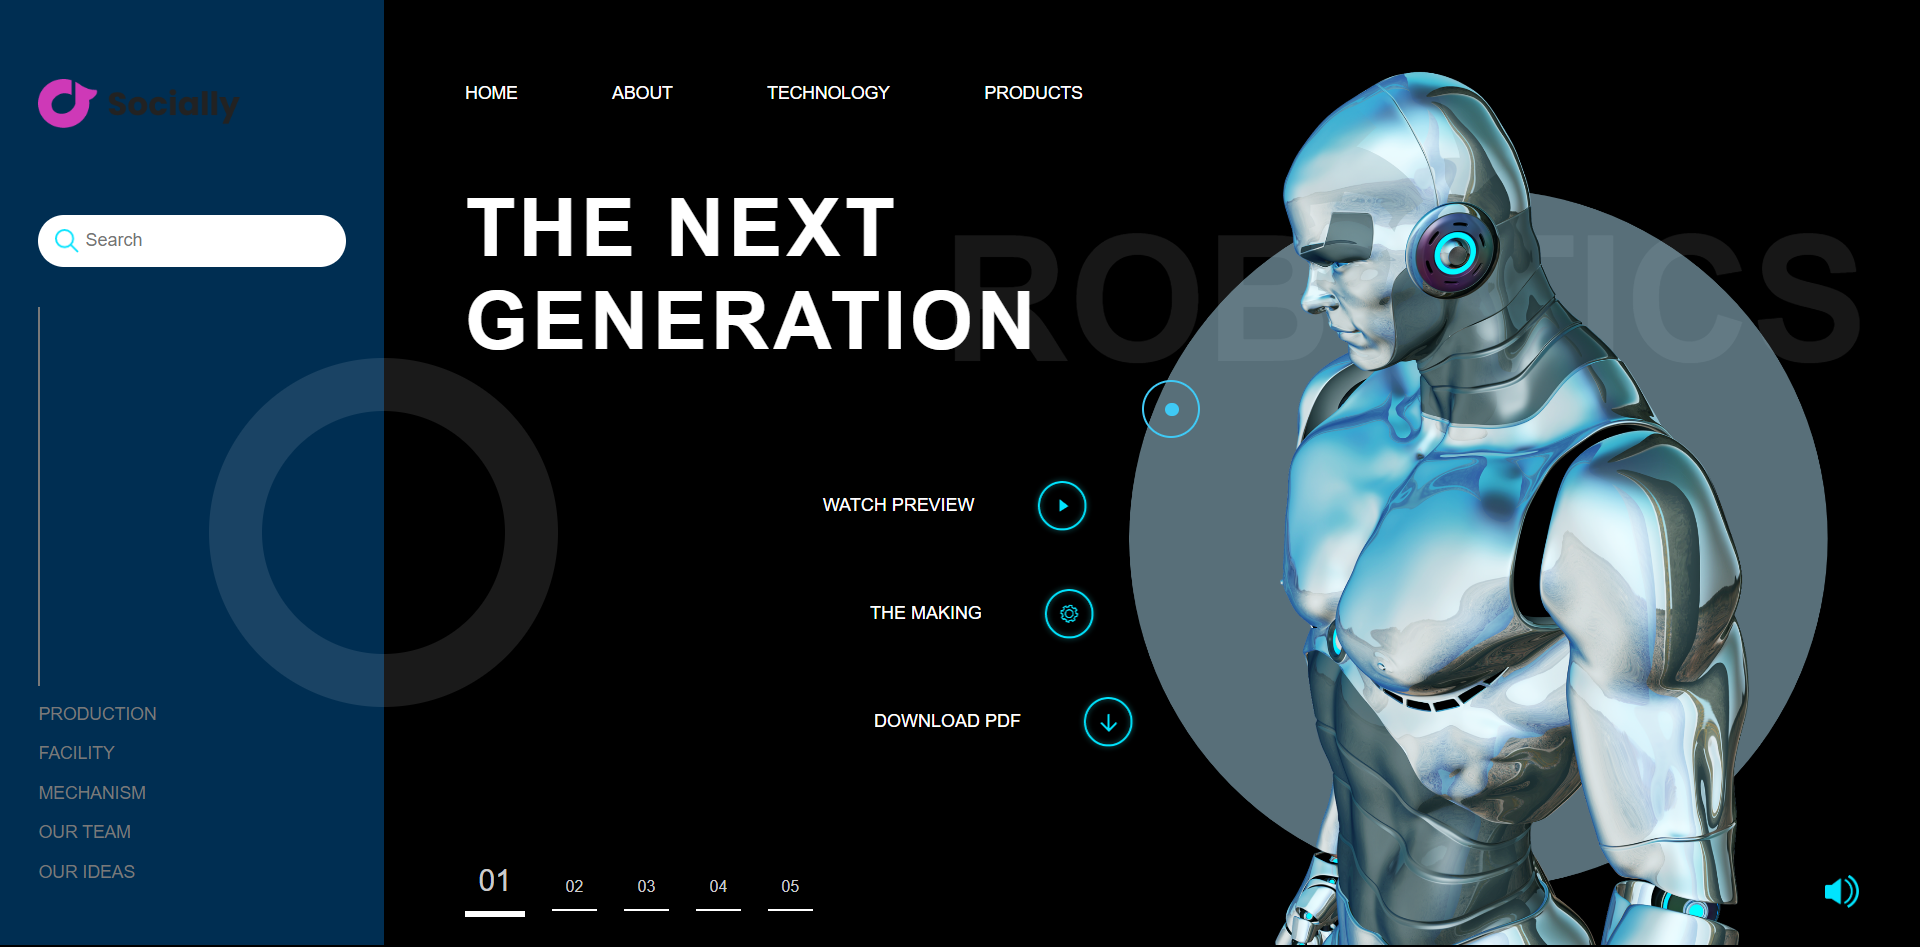 Socially
Search
PRODUCTION
FACILITY
MECHANISM
OUR TEAM
OUR IDEAS
HOME ABOUT TECHNOLOGY PRODUCTS
THE NEXT
GENERATION
ROBOTICS
WATCH PREVIEW
THE MAKING
DOWNLOAD PDF
01 02 03 04 05